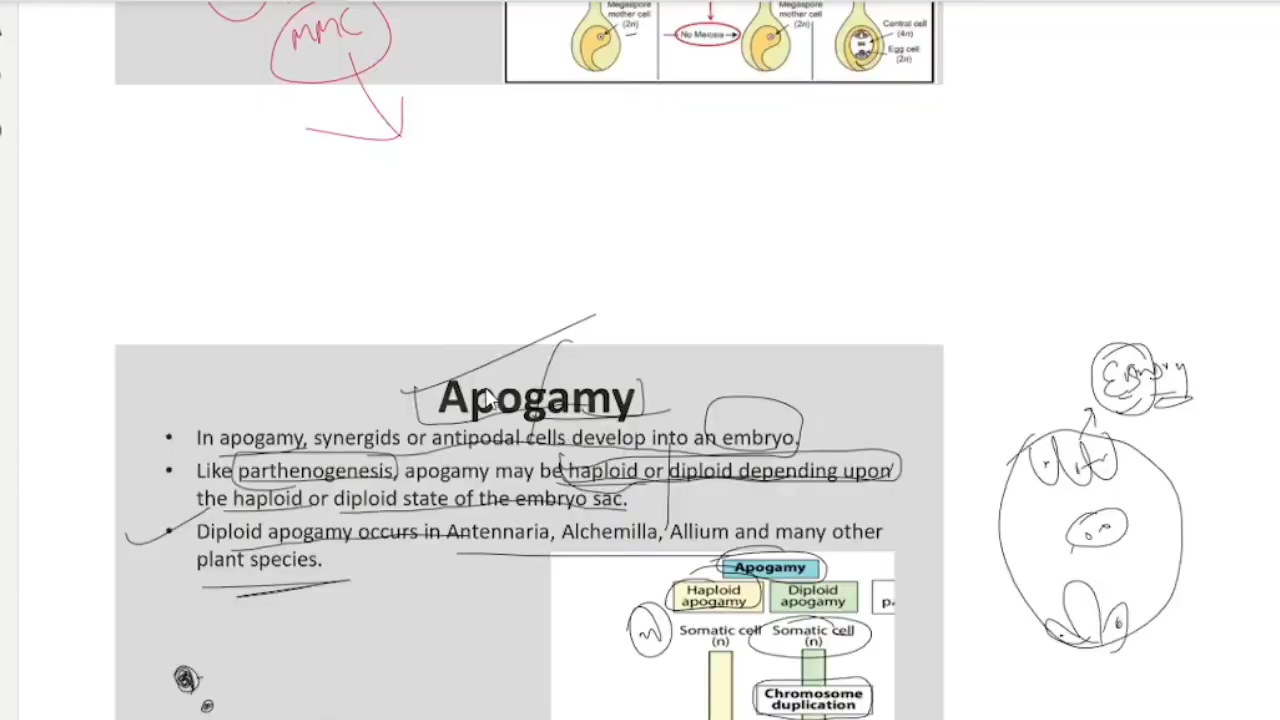 MMC
Megaspore
mother cell
(2n)
No Meiosis
Megaspore
mother cell
(2n)
Central cell
(4n)
Egg cell
(2n)
Apogamy
• In apogamy, synergids or antipodal cells develop into an embryo.
• Like parthenogenesis, apogamy may be haploid or diploid depending upon
the haploid or diploid state of the embryo sac.
• Diploid apogamy occurs in Antennaria, Alchemilla, Allium and many other
plant species.
Embry
Apogamy
Haploid
apogamy
Diploid
apogamy
Somatic cell
(n)
Somatic cell
(n)
Chromosome
duplication